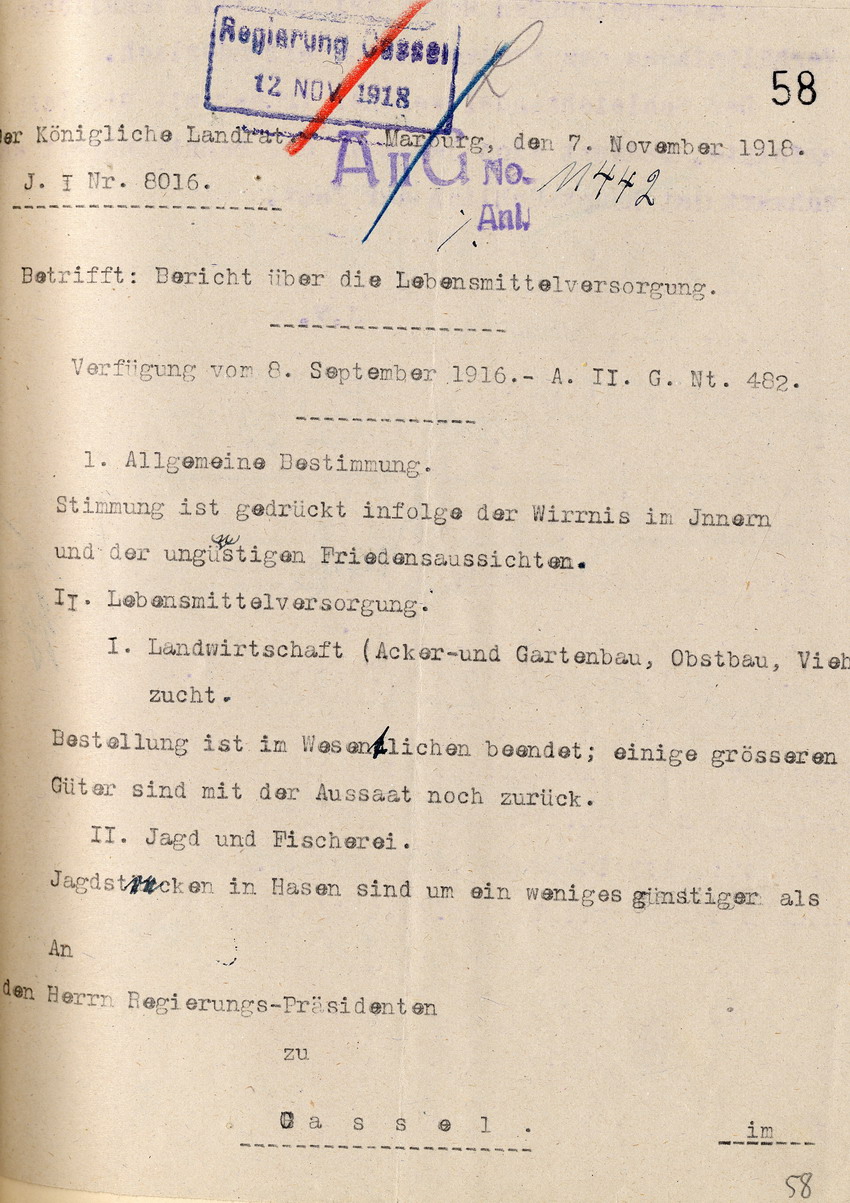 Regierung Cassel
12 NOV. 1918
58
Der Königliche Landrat. Marburg, den 7. November 1918.
J. I Nr. 8016.
A II G No. 11442
Anl.
Betrifft: Bericht über die Lebensmittelversorgung.
Verfügung vom 8. September 1916.- A. II. G. Nt. 482.
1. Allgemeine Bestimmung.
Stimmung ist gedrückt infolge der Wirrnis im Jnnern
und der ungünstigen Friedensaussichten.
II. Lebensmittelversorgung.
I. Landwirtschaft (Acker-und Gartenbau, Obstbau, Vieh
zucht.
Bestellung ist im Wesentlichen beendet; einige grösseren
Güter sind mit der Aussaat noch zurück.
II. Jagd und Fischerei.
Jagdstrecken in Hasen sind um ein weniges günstiger als
An
den Herrn Regierungs-Präsidenten
zu
Cassel.
im
58